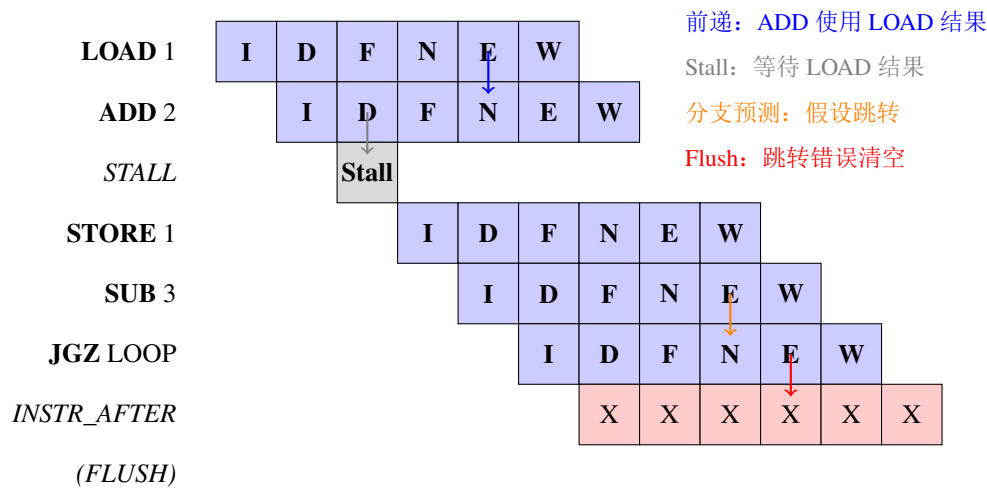 前递：ADD 使用 LOAD 结果
LOAD 1 I D F N E W
Stall：等待 LOAD 结果
ADD 2 I D F N E W
分支预测：假设跳转
Flush：跳转错误清空
STALL Stall
STORE 1 I D F N E W
SUB 3 I D F N E W
JGZ LOOP I D F N E W
INSTR_AFTER X X X X X X
(FLUSH)